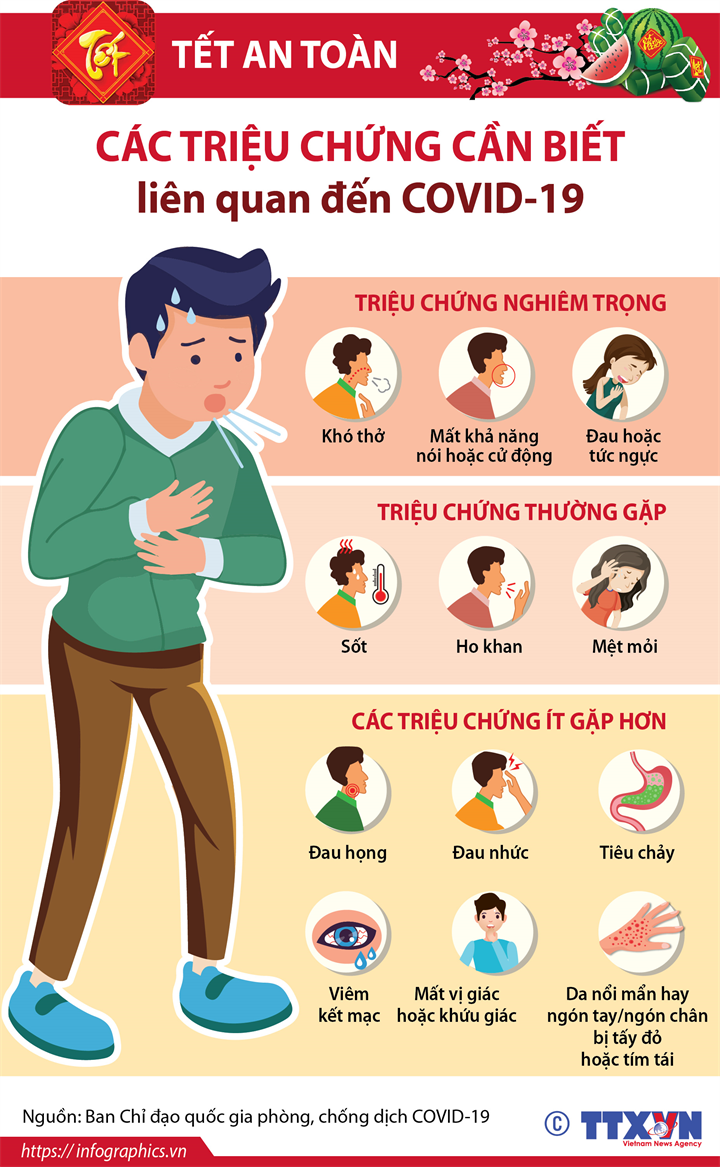 Tết
TẾT AN TOÀN
CÁC TRIỆU CHỨNG CẦN BIẾT
liên quan đến COVID-19
TRIỆU CHỨNG NGHIÊM TRỌNG
Khó thở
Mất khả năng
nói hoặc cử động
Đau hoặc
tức ngực
TRIỆU CHỨNG THƯỜNG GẶP
Sốt
Ho khan
Mệt mỏi
CÁC TRIỆU CHỨNG ÍT GẶP HƠN
Đau họng
Đau nhức
Tiêu chảy
Viêm
kết mạc
Mất vị giác
hoặc khứu giác
Da nổi mẩn hay
ngón tay/ngón chân
bị tấy đỏ
hoặc tím tái
Nguồn: Ban Chỉ đạo quốc gia phòng, chống dịch COVID-19
© TTXVN
Vietnam News Agency
https://infographics.vn